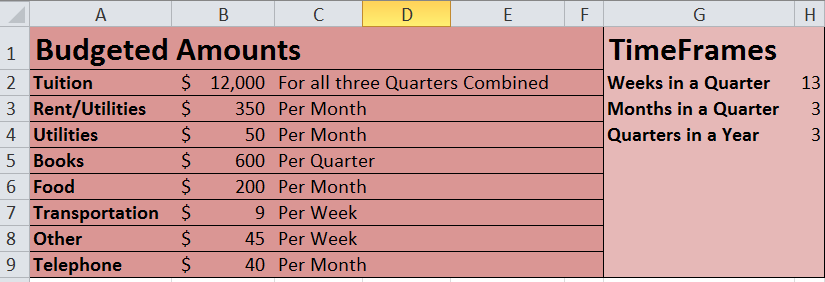 A B C D E F G H
1 Budgeted Amounts TimeFrames
2 Tuition $ 12,000 For all three Quarters Combined Weeks in a Quarter 13
3 Rent/Utilities $ 350 Per Month Months in a Quarter 3
4 Utilities $ 50 Per Month Quarters in a Year 3
5 Books $ 600 Per Quarter
6 Food $ 200 Per Month
7 Transportation $ 9 Per Week
8 Other $ 45 Per Week
9 Telephone $ 40 Per Month